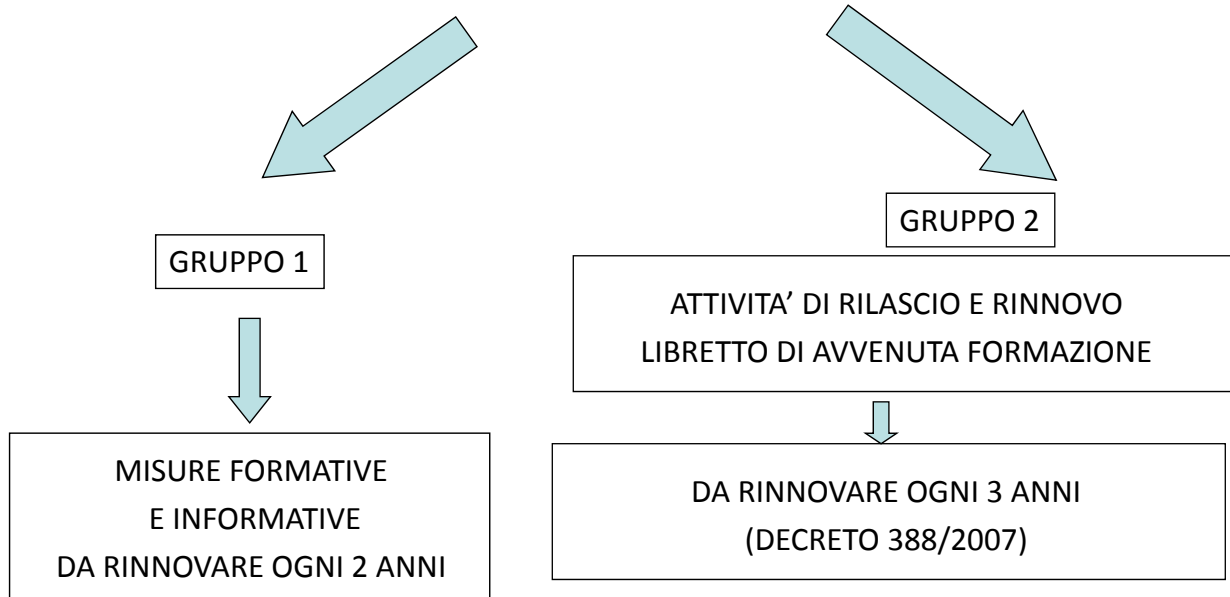 GRUPPO 1
MISURE FORMATIVE
E INFORMATIVE
DA RINNOVARE OGNI 2 ANNI
GRUPPO 2
ATTIVITA’ DI RILASCIO E RINNOVO
LIBRETTO DI AVVENUTA FORMAZIONE
DA RINNOVARE OGNI 3 ANNI
(DECRETO 388/2007)